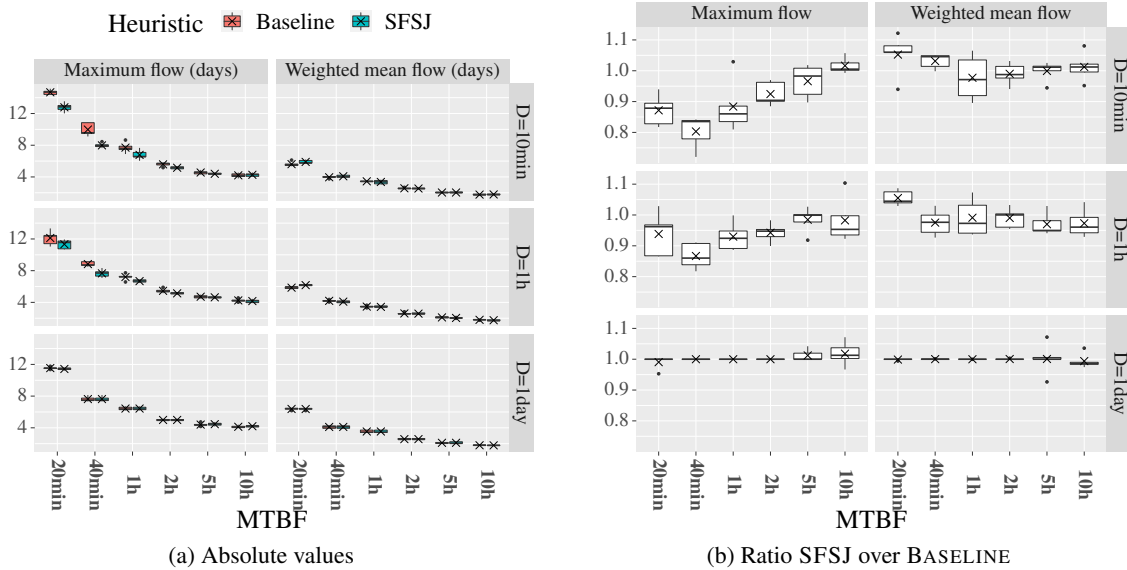 Heuristic Baseline SFSJ
Maximum flow (days) Weighted mean flow (days)
12
8
4
D=10min
12
8
4
D=1h
12
8
4
D=1day
20min 40min 1h 2h 5h 10h 20min 40min 1h 2h 5h 10h
MTBF
(a) Absolute values
Maximum flow Weighted mean flow
1.1
1.0
0.9
0.8
D=10min
1.1
1.0
0.9
0.8
D=1h
1.1
1.0
0.9
0.8
D=1day
20min 40min 1h 2h 5h 10h 20min 40min 1h 2h 5h 10h
MTBF
(b) Ratio SFSJ over BASELINE